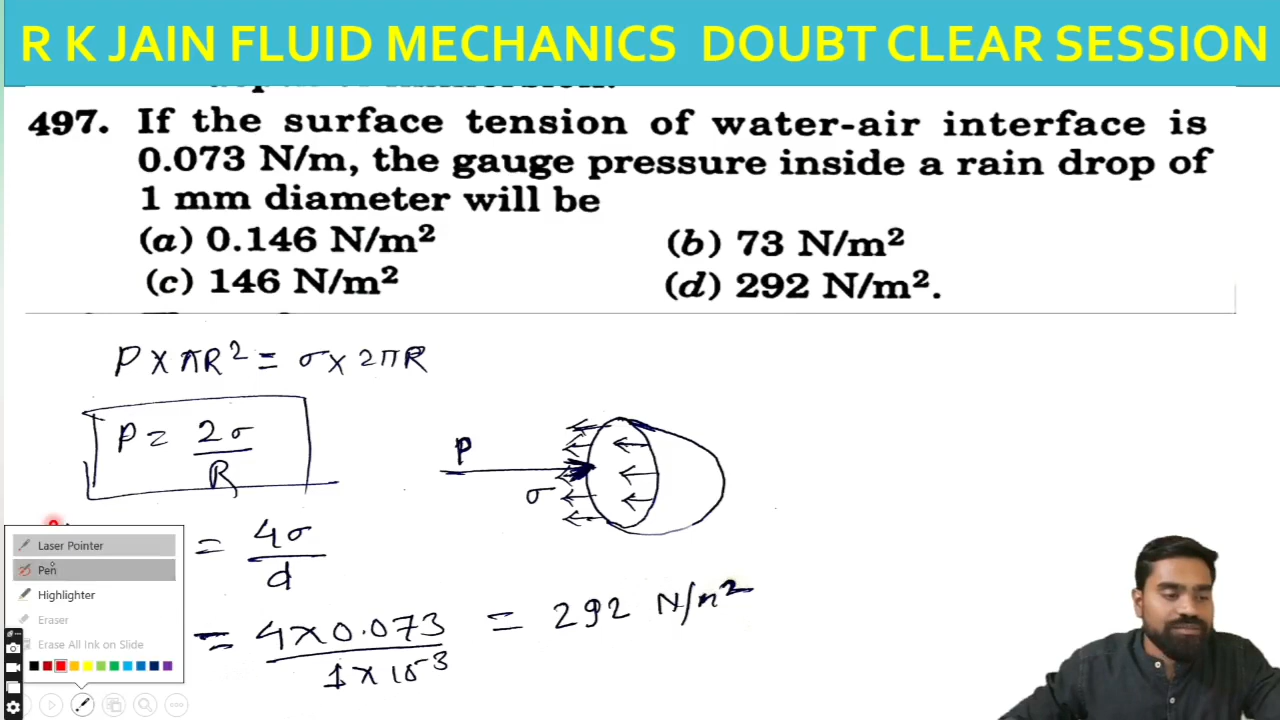 R K JAIN FLUID MECHANICS DOUBT CLEAR SESSION
497. If the surface tension of water-air interface is
0.073 N/m, the gauge pressure inside a rain drop of
1 mm diameter will be
(a) 0.146 N/m² (b) 73 N/m²
(c) 146 N/m² (d) 292 N/m².
P × πR² = σ × 2πR
P = 2σ/R
P
σ
= 4σ/d
= 4×0.073/1×10⁻³ = 292 N/m²
Laser Pointer
Pen
Highlighter
Eraser
Erase All Ink on Slide